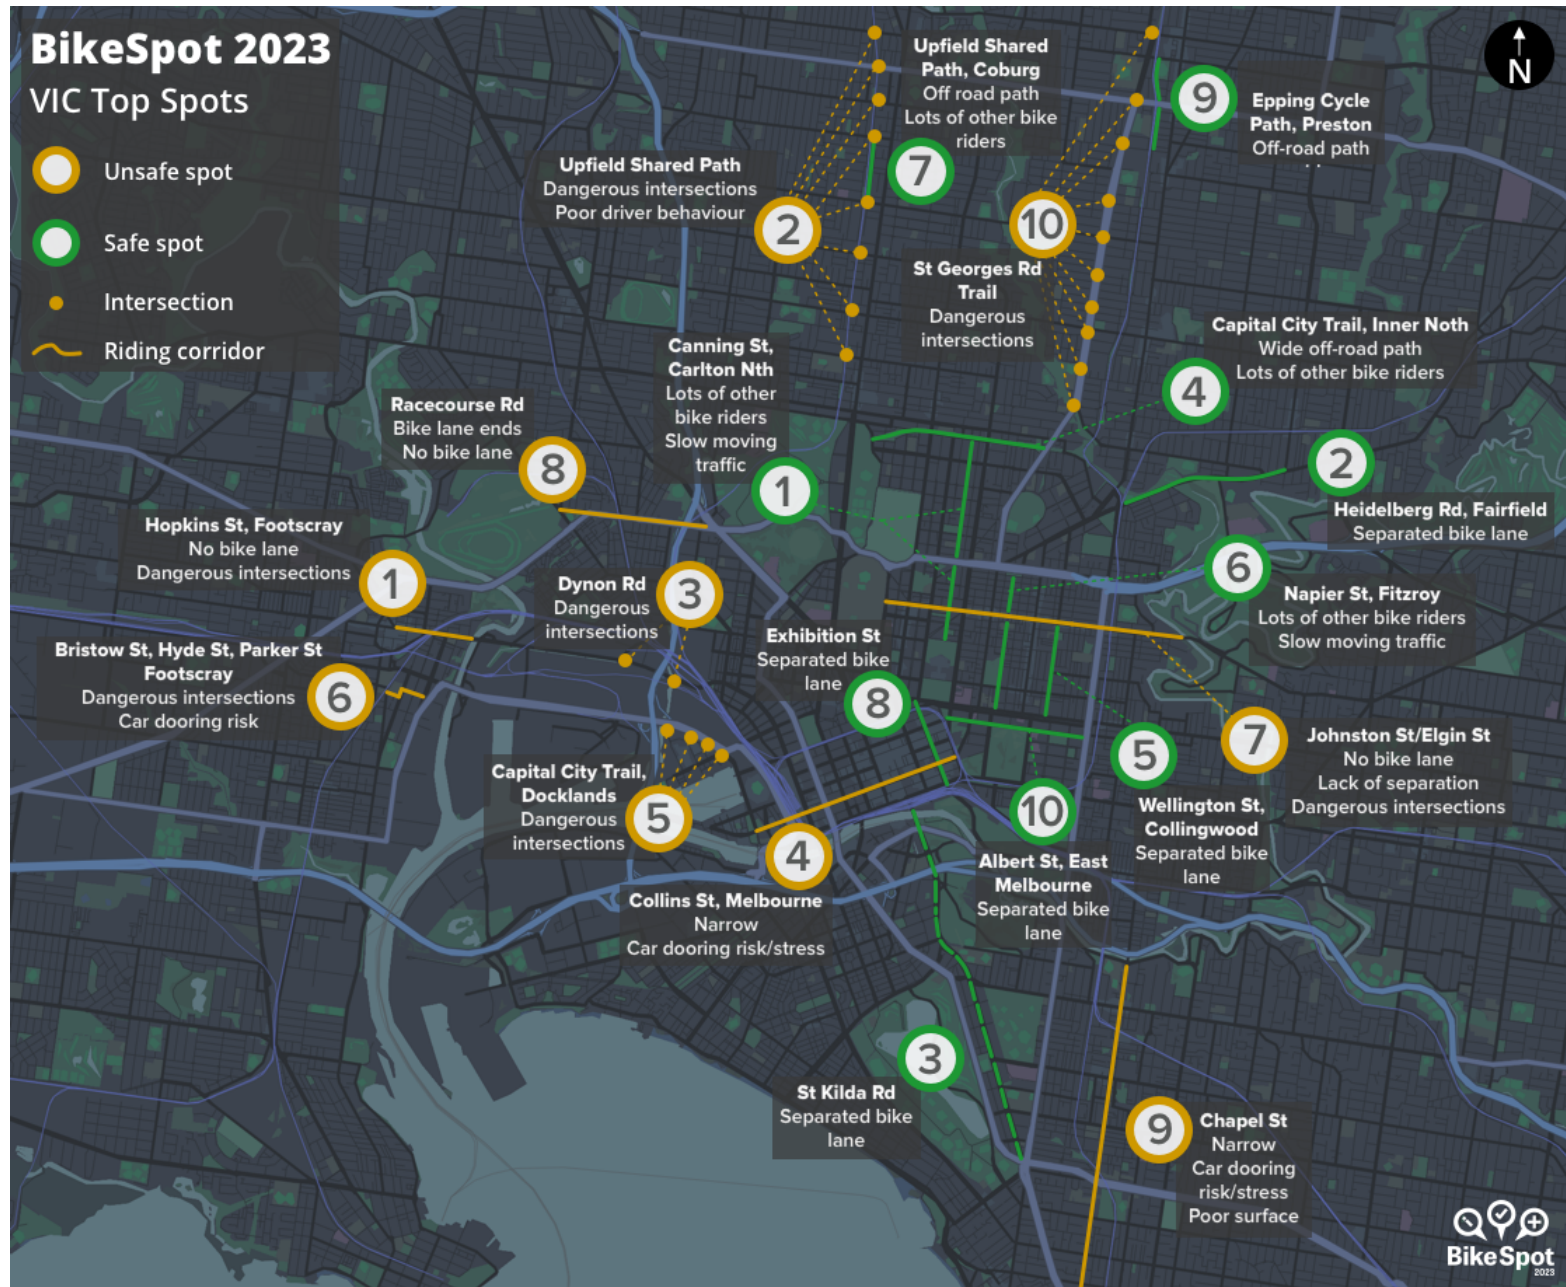 BikeSpot 2023
VIC Top Spots
Unsafe spot
Safe spot
Intersection
Riding corridor
N
Upfield Shared
Path, Coburg
Off road path
Lots of other bike
riders
7
9
Epping Cycle
Path, Preston
Off-road path
Upfield Shared Path
Dangerous intersections
Poor driver behaviour
2
10
St Georges Rd
Trail
Dangerous
intersections
Capital City Trail, Inner Noth
Wide off-road path
Lots of other bike riders
4
Canning St,
Carlton Nth
Lots of other
bike riders
Slow moving
traffic
1
Racecourse Rd
Bike lane ends
No bike lane
8
2
Heidelberg Rd, Fairfield
Separated bike lane
Hopkins St, Footscray
No bike lane
Dangerous intersections
1
Dynon Rd
Dangerous
intersections
3
6
Napier St, Fitzroy
Lots of other bike riders
Slow moving traffic
Bristow St, Hyde St, Parker St
Footscray
Dangerous intersections
Car dooring risk
6
Exhibition St
Separated bike
lane
8
7
Johnston St/Elgin St
No bike lane
Lack of separation
Dangerous intersections
5
Wellington St,
Collingwood
Separated bike
lane
Capital City Trail,
Docklands
Dangerous
intersections
5
4
Collins St, Melbourne
Narrow
Car dooring risk/stress
10
Albert St, East
Melbourne
Separated bike
lane
3
St Kilda Rd
Separated bike
lane
9
Chapel St
Narrow
Car dooring
risk/stress
Poor surface
BikeSpot
2023